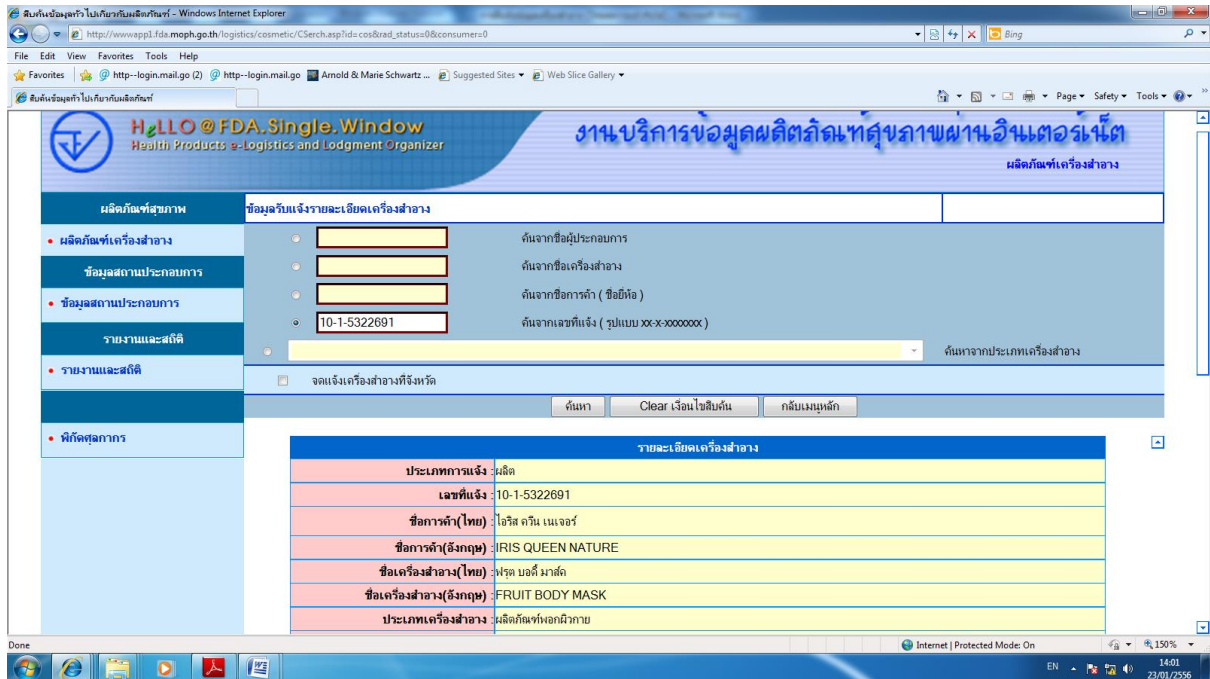 สืบค้นข้อมูลทั่วไปเกี่ยวกับผลิตภัณฑ์ - Windows Internet Explorer
http://wwwapp1.fda.moph.go.th/logistics/cosmetic/CSerch.asp?id=cos&rad_status=0&consumer=0
Bing
File Edit View Favorites Tools Help
Favorites http--login.mail.go (2) http--login.mail.go Arnold & Marie Schwartz ... Suggested Sites Web Slice Gallery
สืบค้นข้อมูลทั่วไปเกี่ยวกับผลิตภัณฑ์
Page Safety Tools
HeLLO @ FDA.Single.Window
Health Products e-Logistics and Lodgment Organizer
งานบริการข้อมูลผลิตภัณฑ์สุขภาพผ่านอินเตอร์เน็ต
ผลิตภัณฑ์เครื่องสำอาง
ผลิตภัณฑ์สุขภาพ
ข้อมูลรับแจ้งรายละเอียดเครื่องสำอาง
ผลิตภัณฑ์เครื่องสำอาง
ข้อมูลสถานประกอบการ
ข้อมูลสถานประกอบการ
รายงานและสถิติ
รายงานและสถิติ
พิกัดศุลกากร
ค้นจากชื่อผู้ประกอบการ
ค้นจากชื่อเครื่องสำอาง
ค้นจากชื่อการค้า ( ชื่อยี่ห้อ )
10-1-5322691 ค้นจากเลขที่แจ้ง ( รูปแบบ xx-x-xxxxxxx )
ค้นหาจากประเภทเครื่องสำอาง
จดแจ้งเครื่องสำอางที่จังหวัด
ค้นหา Clear เงื่อนไขสืบค้น กลับเมนูหลัก
รายละเอียดเครื่องสำอาง
ประเภทการแจ้ง : ผลิต
เลขที่แจ้ง : 10-1-5322691
ชื่อการค้า(ไทย) : ไอริส ควีน เนเจอร์
ชื่อการค้า(อังกฤษ) : IRIS QUEEN NATURE
ชื่อเครื่องสำอาง(ไทย) : ฟรุต บอดี้ มาส์ค
ชื่อเครื่องสำอาง(อังกฤษ) : FRUIT BODY MASK
ประเภทเครื่องสำอาง : ผลิตภัณฑ์พอกผิวกาย
Done
Internet | Protected Mode: On
150%
EN
14:01
23/01/2556